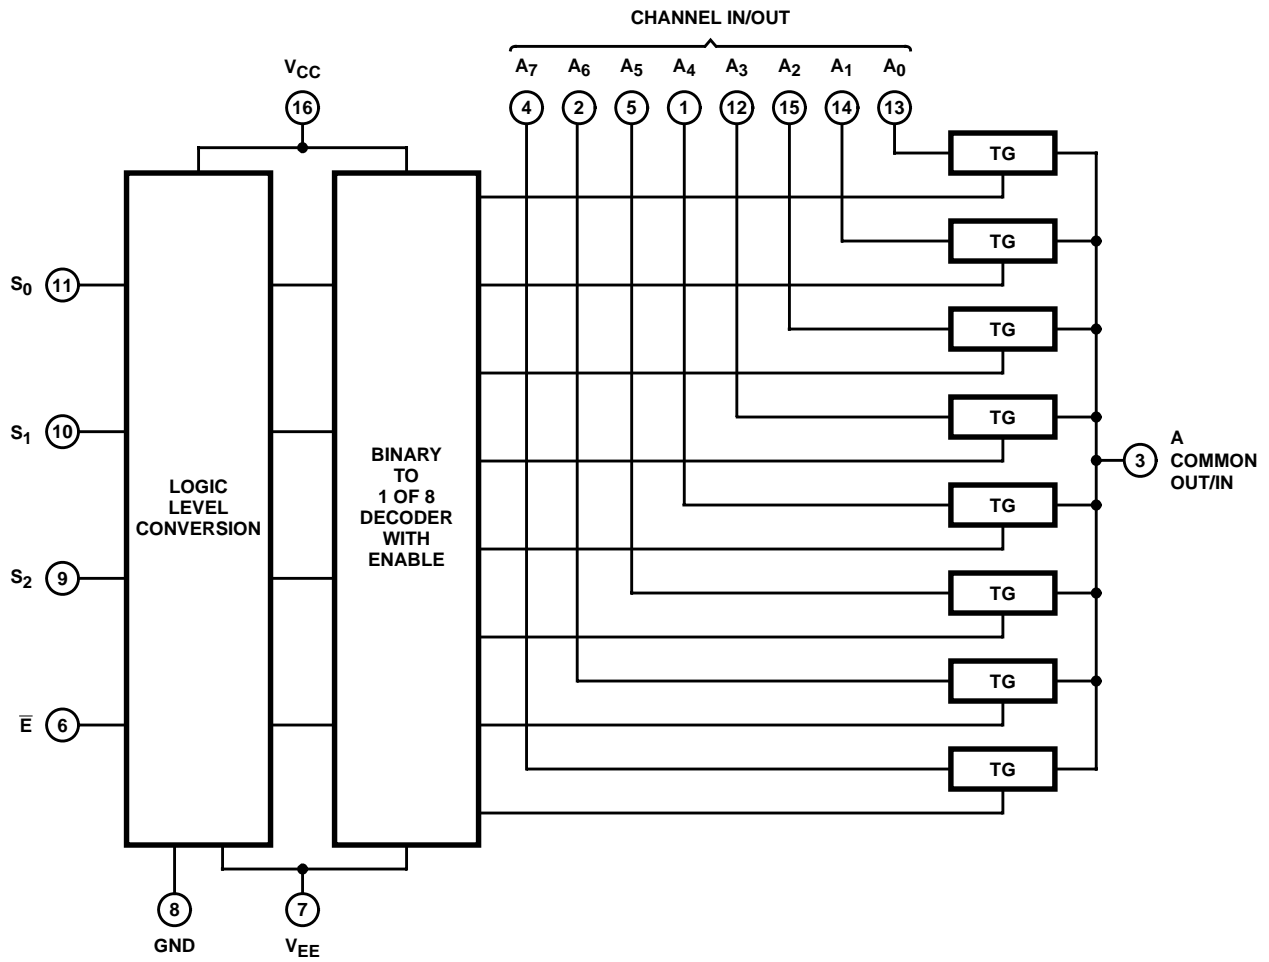 CHANNEL IN/OUT
VCC A7 A6 A5 A4 A3 A2 A1 A0
16 4 2 5 1 12 15 14 13
TG
TG
S0 11
TG
TG
S1 10
BINARY
TO
1 OF 8
DECODER
WITH
ENABLE
A
COMMON
OUT/IN
3
LOGIC
LEVEL
CONVERSION
TG
S2 9
TG
TG
E̅ 6
TG
8 7
GND VEE